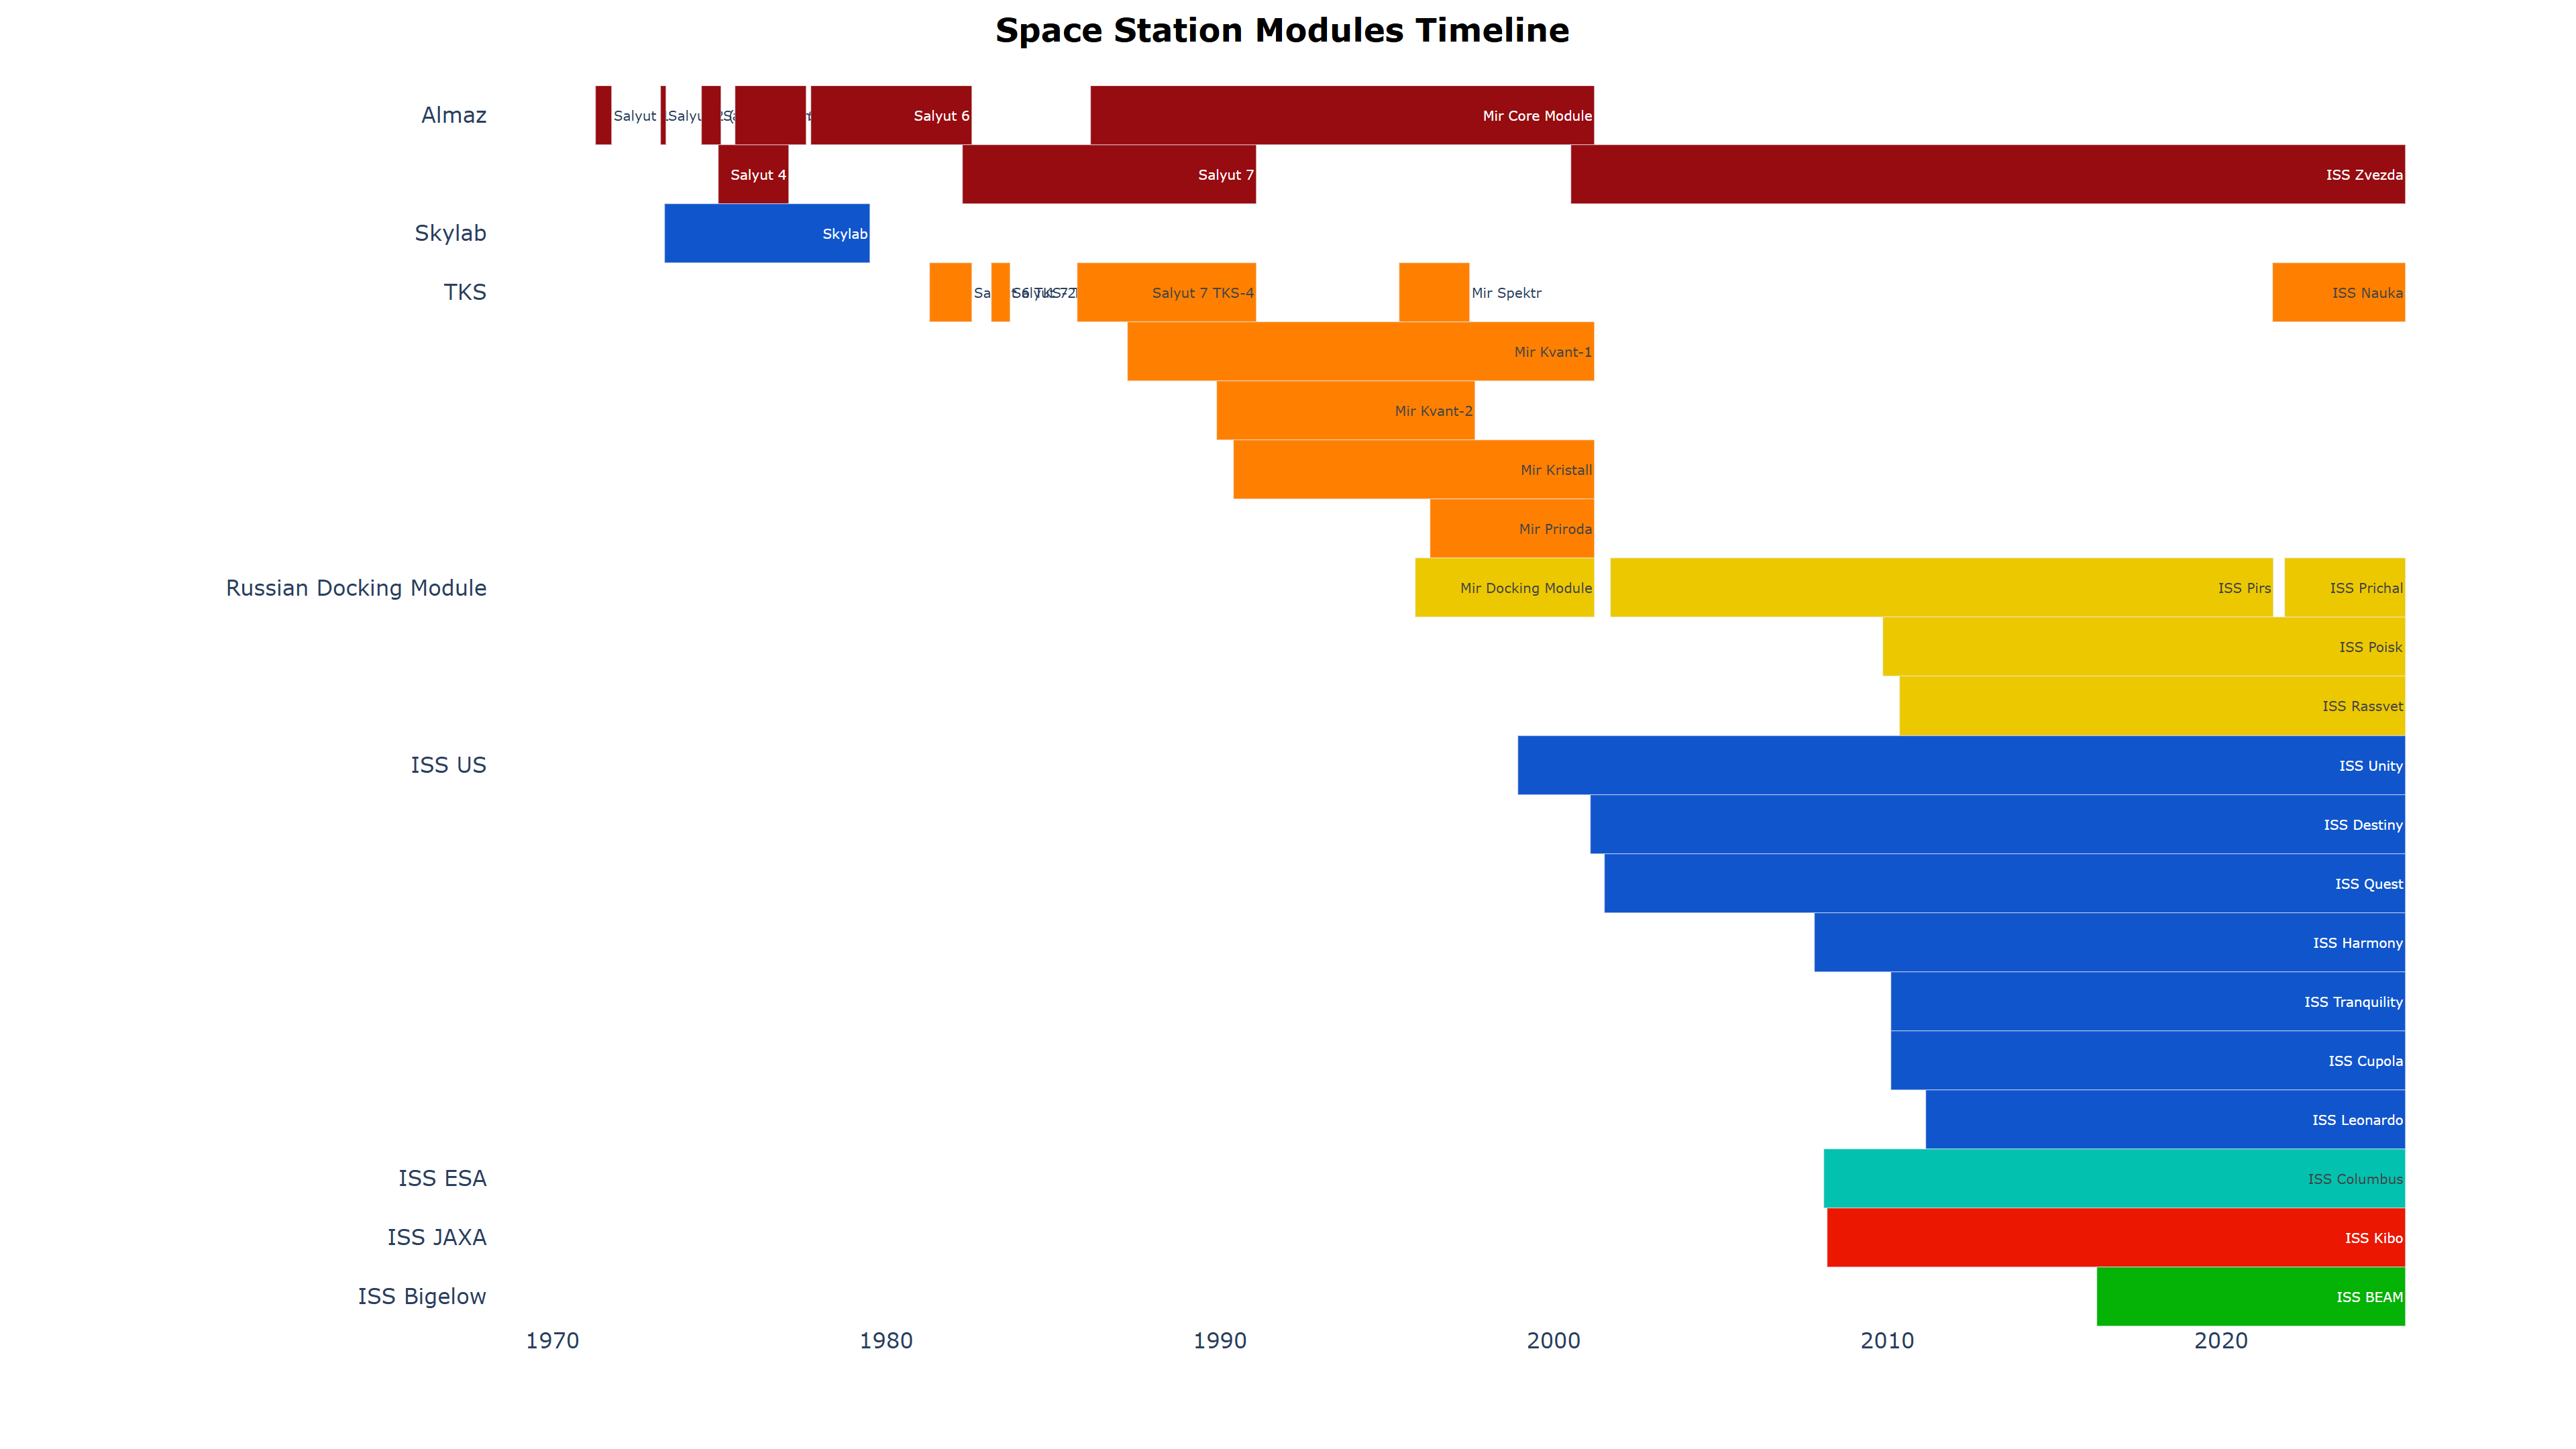 Space Station Modules Timeline
Almaz
Salyut
Salyut 6
Mir Core Module
Salyut 4
Salyut 7
ISS Zvezda
Skylab
Skylab
TKS
Salyut 7 TKS-4
Mir Spektr
ISS Nauka
Mir Kvant-1
Mir Kvant-2
Mir Kristall
Mir Priroda
Russian Docking Module
Mir Docking Module
ISS Pirs
ISS Prichal
ISS Poisk
ISS Rassvet
ISS US
ISS Unity
ISS Destiny
ISS Quest
ISS Harmony
ISS Tranquility
ISS Cupola
ISS Leonardo
ISS ESA
ISS Columbus
ISS JAXA
ISS Kibo
ISS Bigelow
ISS BEAM
1970
1980
1990
2000
2010
2020